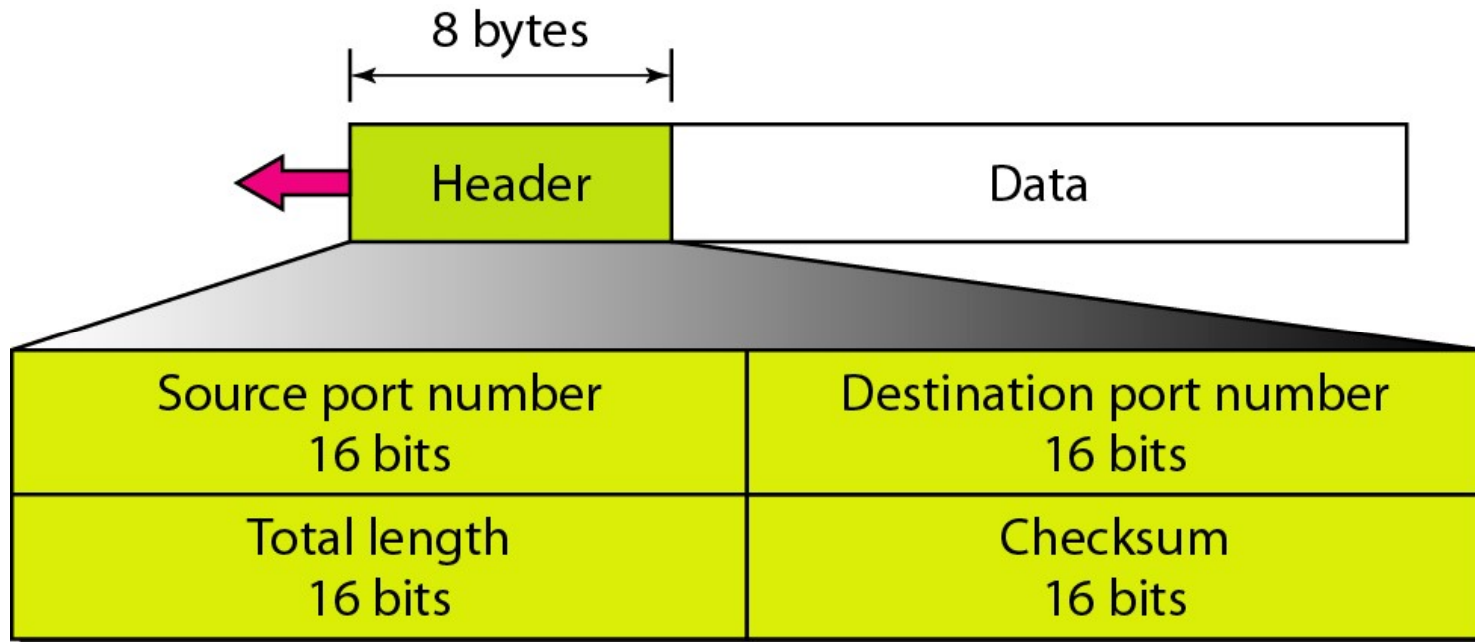 8 bytes
Header
Data
Source port number
16 bits
Destination port number
16 bits
Total length
16 bits
Checksum
16 bits